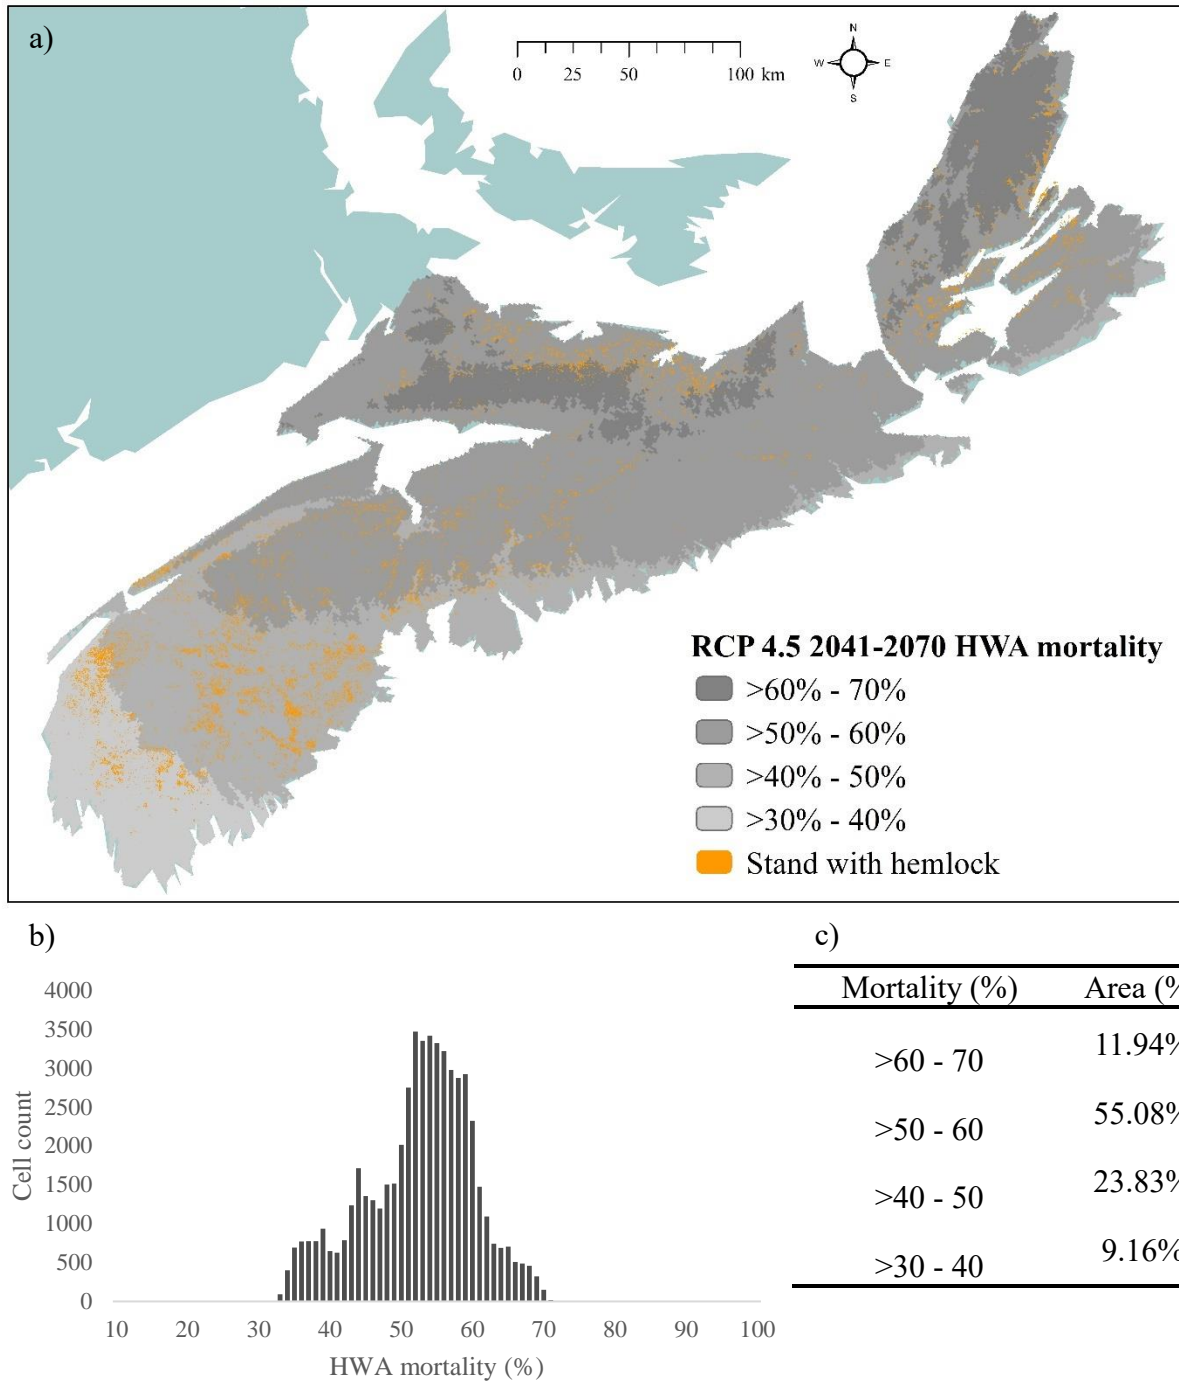 a)
N
W E
S
0 25 50 100 km
RCP 4.5 2041-2070 HWA mortality
>60% - 70%
>50% - 60%
>40% - 50%
>30% - 40%
Stand with hemlock
b)
4000
3500
3000
2500
2000
1500
1000
500
0
Cell count
10 20 30 40 50 60 70 80 90 100
HWA mortality (%)
c)
Mortality (%) Area (%
>60 - 70 11.94%
>50 - 60 55.08%
>40 - 50 23.83%
>30 - 40 9.16%